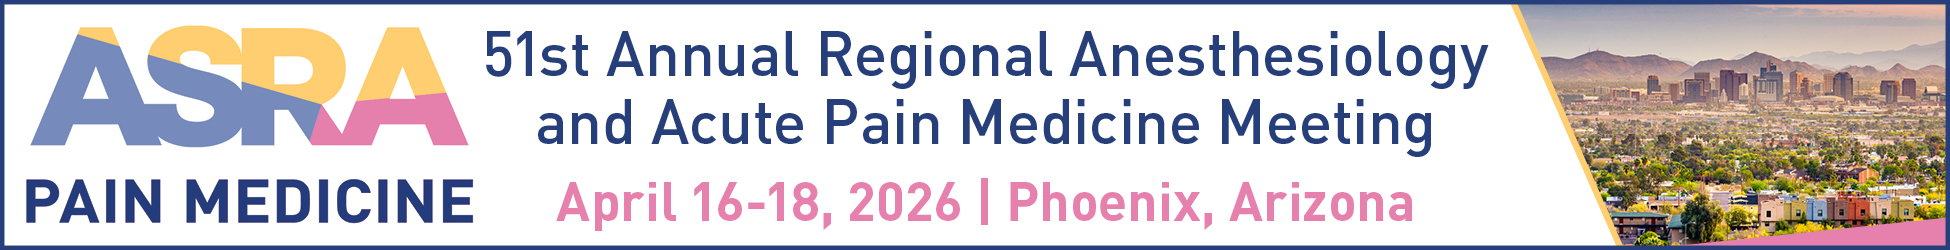 ASRA
PAIN MEDICINE
51st Annual Regional Anesthesiology
and Acute Pain Medicine Meeting
April 16-18, 2026 | Phoenix, Arizona